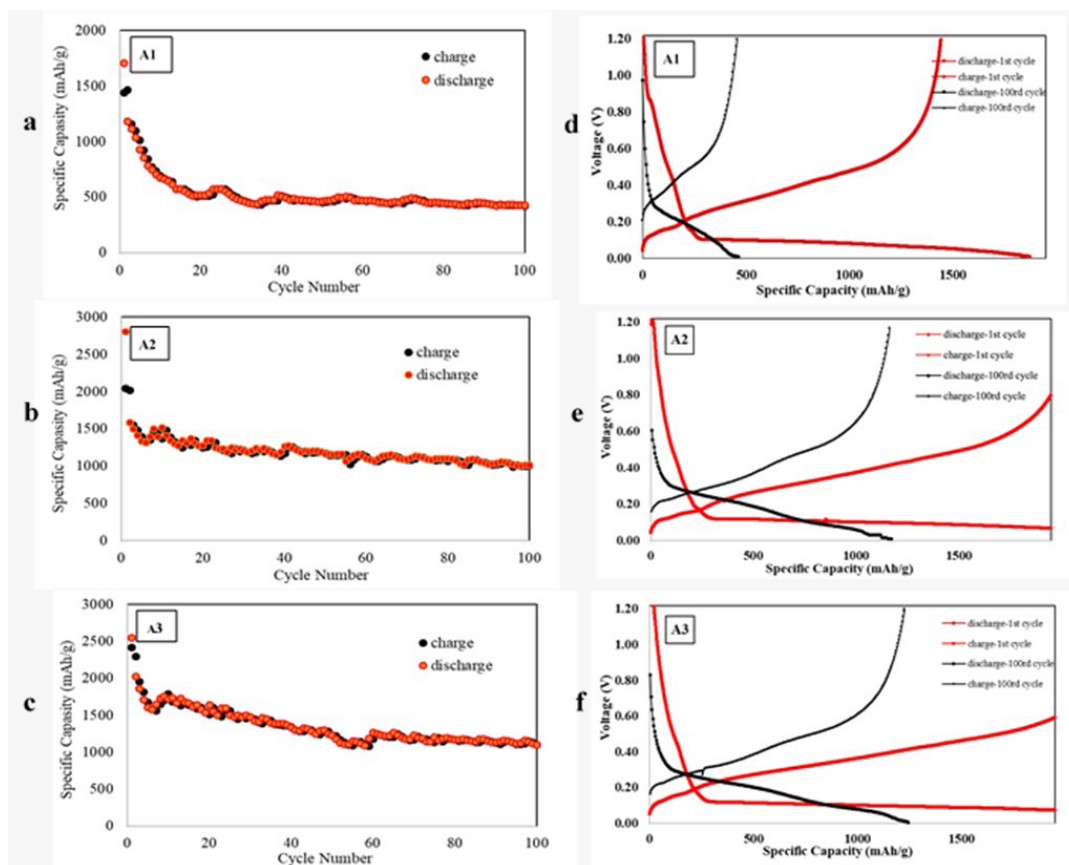 a
A1
charge
discharge
Specific Capacity (mAh/g)
2000
1500
1000
500
0
0 20 40 60 80 100
Cycle Number
d
A1
discharge-1st cycle
charge-1st cycle
discharge-100rd cycle
charge-100rd cycle
Voltage (V)
1.20
1.00
0.80
0.60
0.40
0.20
0.00
0 500 1000 1500
Specific Capacity (mAh/g)
b
A2
charge
discharge
Specific Capacity (mAh/g)
3000
2500
2000
1500
1000
500
0
0 20 40 60 80 100
Cycle Number
e
A2
discharge-1st cycle
charge-1st cycle
discharge-100rd cycle
charge-100rd cycle
Voltage (V)
1.20
1.00
0.80
0.60
0.40
0.20
0.00
500 1000 1500
Specific Capacity (mAh/g)
c
A3
charge
discharge
Specific Capacity (mAh/g)
3000
2500
2000
1500
1000
500
0
0 20 40 60 80 100
Cycle Number
f
A3
discharge-1st cycle
charge-1st cycle
discharge-100rd cycle
charge-100rd cycle
Voltage (V)
1.20
1.00
0.80
0.60
0.40
0.20
0.00
0 500 1000 1500
Specific Capacity (mAh/g)